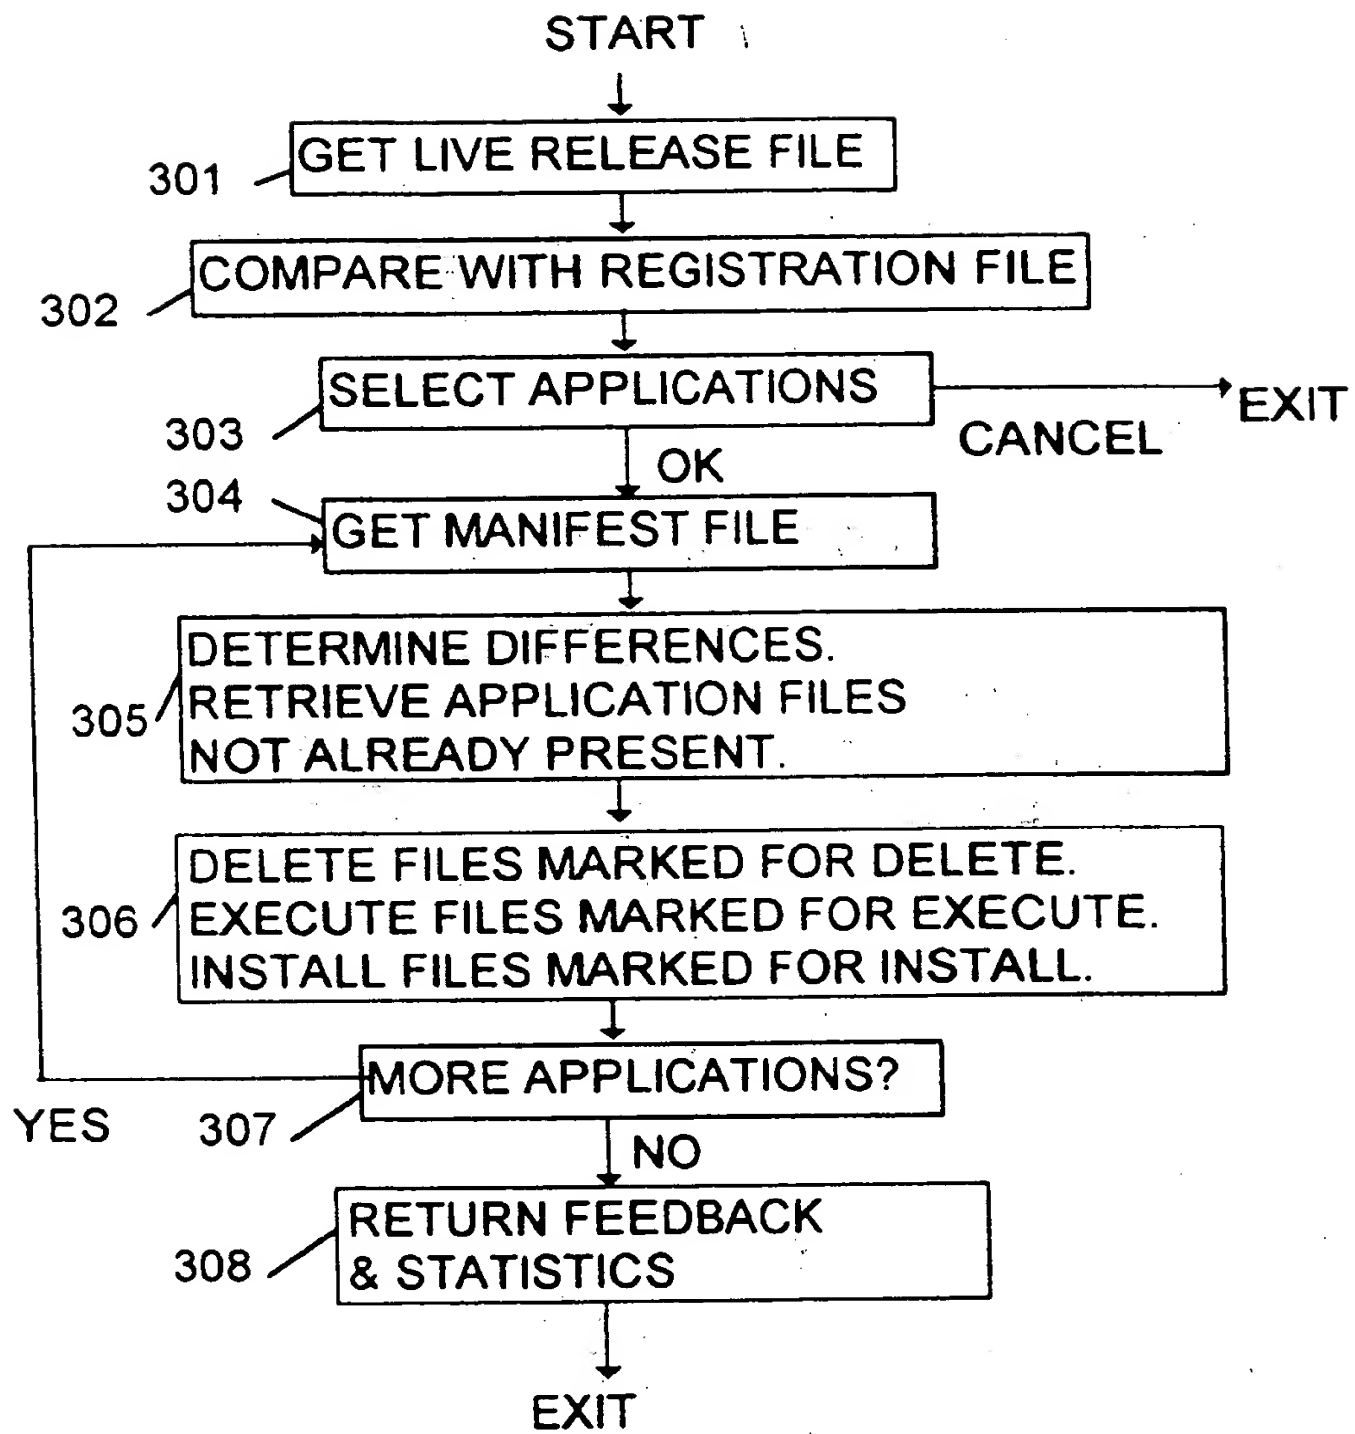 START
GET LIVE RELEASE FILE
301
COMPARE WITH REGISTRATION FILE
302
SELECT APPLICATIONS
303
CANCEL
EXIT
OK
304
GET MANIFEST FILE
DETERMINE DIFFERENCES.
RETRIEVE APPLICATION FILES
NOT ALREADY PRESENT.
305
DELETE FILES MARKED FOR DELETE.
EXECUTE FILES MARKED FOR EXECUTE.
INSTALL FILES MARKED FOR INSTALL.
306
MORE APPLICATIONS?
307
YES
NO
RETURN FEEDBACK
& STATISTICS
308
EXIT